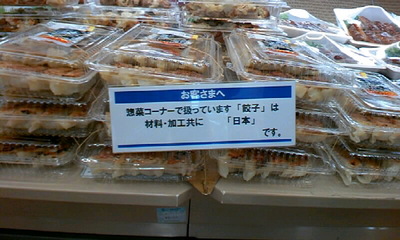 お客さまへ
惣菜コーナーで扱っています「餃子」は
材料・加工共に 「日本」
です。